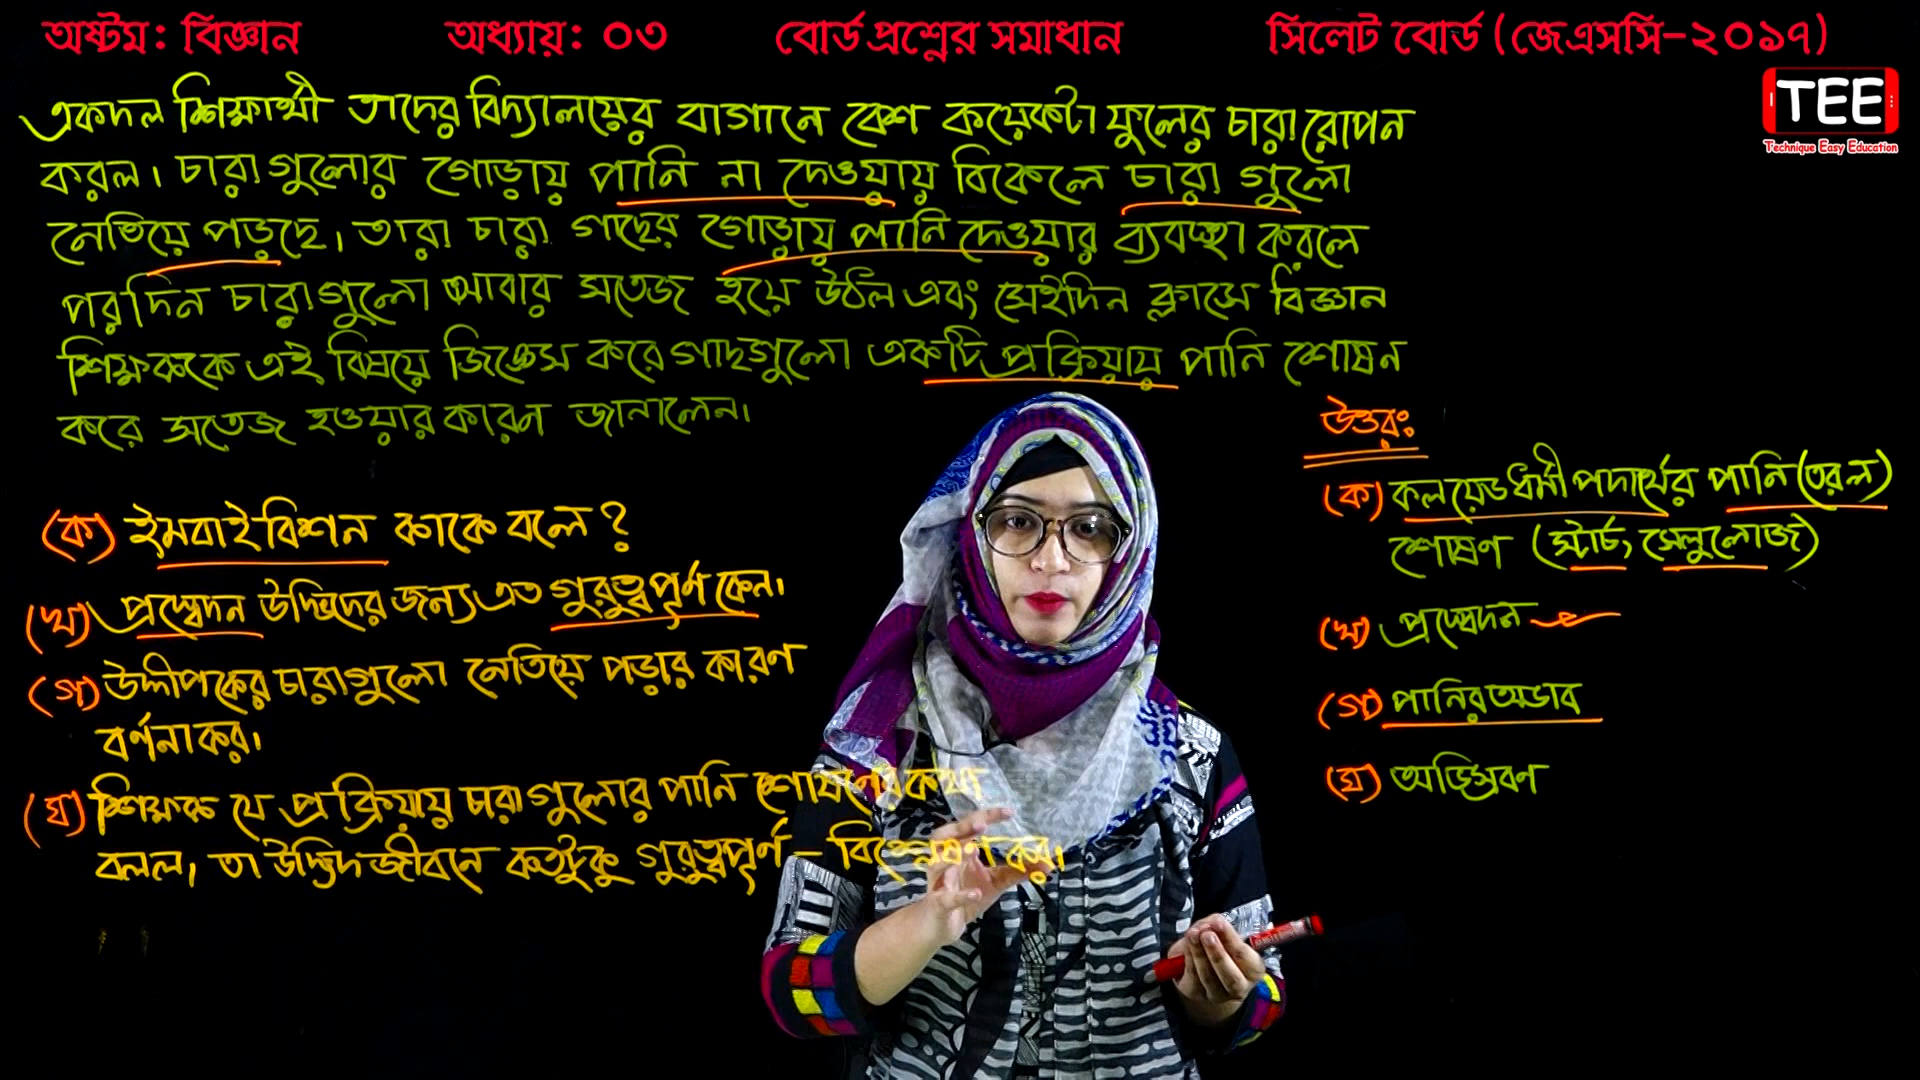 অষ্টম: বিজ্ঞান অধ্যায়: ০৩ বোর্ড প্রশ্নের সমাধান সিলেট বোর্ড (জেএসসি-২০১৭)
TEE
Technique Easy Education
একদল শিক্ষার্থী তাদের বিদ্যালয়ের বাগানে বেশ কয়েকটা ফুলের চারা রোপন
করল। চারাগুলোর গোড়ায় পানি না দেওয়ায় বিকেলে চারা গুলো
নেতিয়ে পড়ছে। তারা চারা গাছের গোড়ায় পানি দেওয়ার ব্যবস্থা করলে
পরদিন চারাগুলো আবার সতেজ হয়ে উঠল এবং সেইদিন ক্লাসে বিজ্ঞান
শিক্ষককে এই বিষয়ে জিজ্ঞেস করে গাছগুলো একটি প্রক্রিয়ায় পানি শোষন
করে সতেজ হওয়ার কারণ জানালেন।
(ক) ইমবাইবিশন কাকে বলে?
(খ) প্রস্বেদন উদ্ভিদের জন্য এত গুরুত্বপূর্ণ কেন।
(গ) উদ্দীপকের চারাগুলো নেতিয়ে পড়ার কারণ
বর্ণনা কর।
(ঘ) শিক্ষক যে প্রক্রিয়ায় চারাগুলোর পানি শোষণের কথা
বলল, তা উদ্ভিদজীবনে কতটুকু গুরুত্বপূর্ণ – বিশ্লেষণ কর।
উত্তরঃ
(ক) কলয়েডধর্মী পদার্থের পানি (তরল)
শোষণ (স্টার্চ, সেলুলোজ)
(খ) প্রস্বেদন
(গ) পানির অভাব
(ঘ) অভিস্রবণ